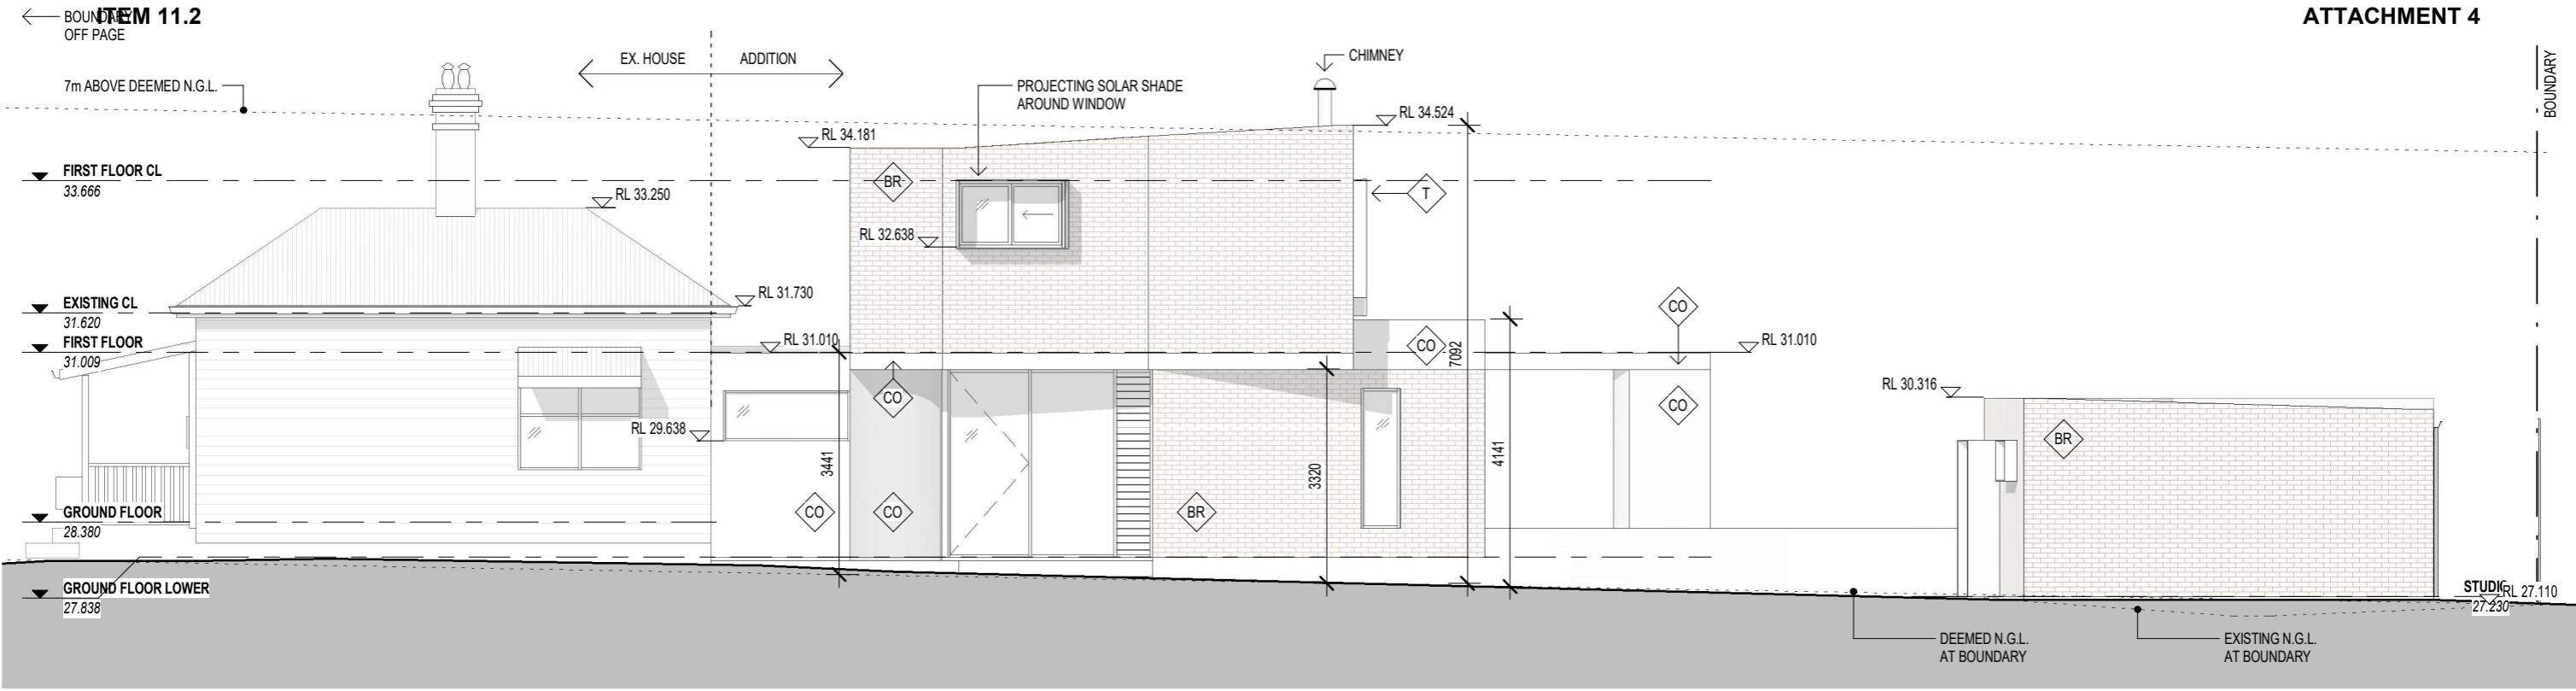 BOUNDARY
OFF PAGE
ITEM 11.2
ATTACHMENT 4
EX. HOUSE
ADDITION
CHIMNEY
BOUNDARY
7m ABOVE DEEMED N.G.L.
PROJECTING SOLAR SHADE
AROUND WINDOW
RL 34.524
RL 34.181
FIRST FLOOR CL
33.666
BR
T
RL 33.250
RL 32.638
RL 31.730
EXISTING CL
31.620
CO
FIRST FLOOR
31.009
RL 31.010
CO
7092
RL 31.010
RL 30.316
CO
CO
RL 29.638
BR
3441
3320
4141
GROUND FLOOR
28.380
CO
CO
BR
GROUND FLOOR LOWER
27.838
STUDIO
27.230
RL 27.110
DEEMED N.G.L.
AT BOUNDARY
EXISTING N.G.L.
AT BOUNDARY